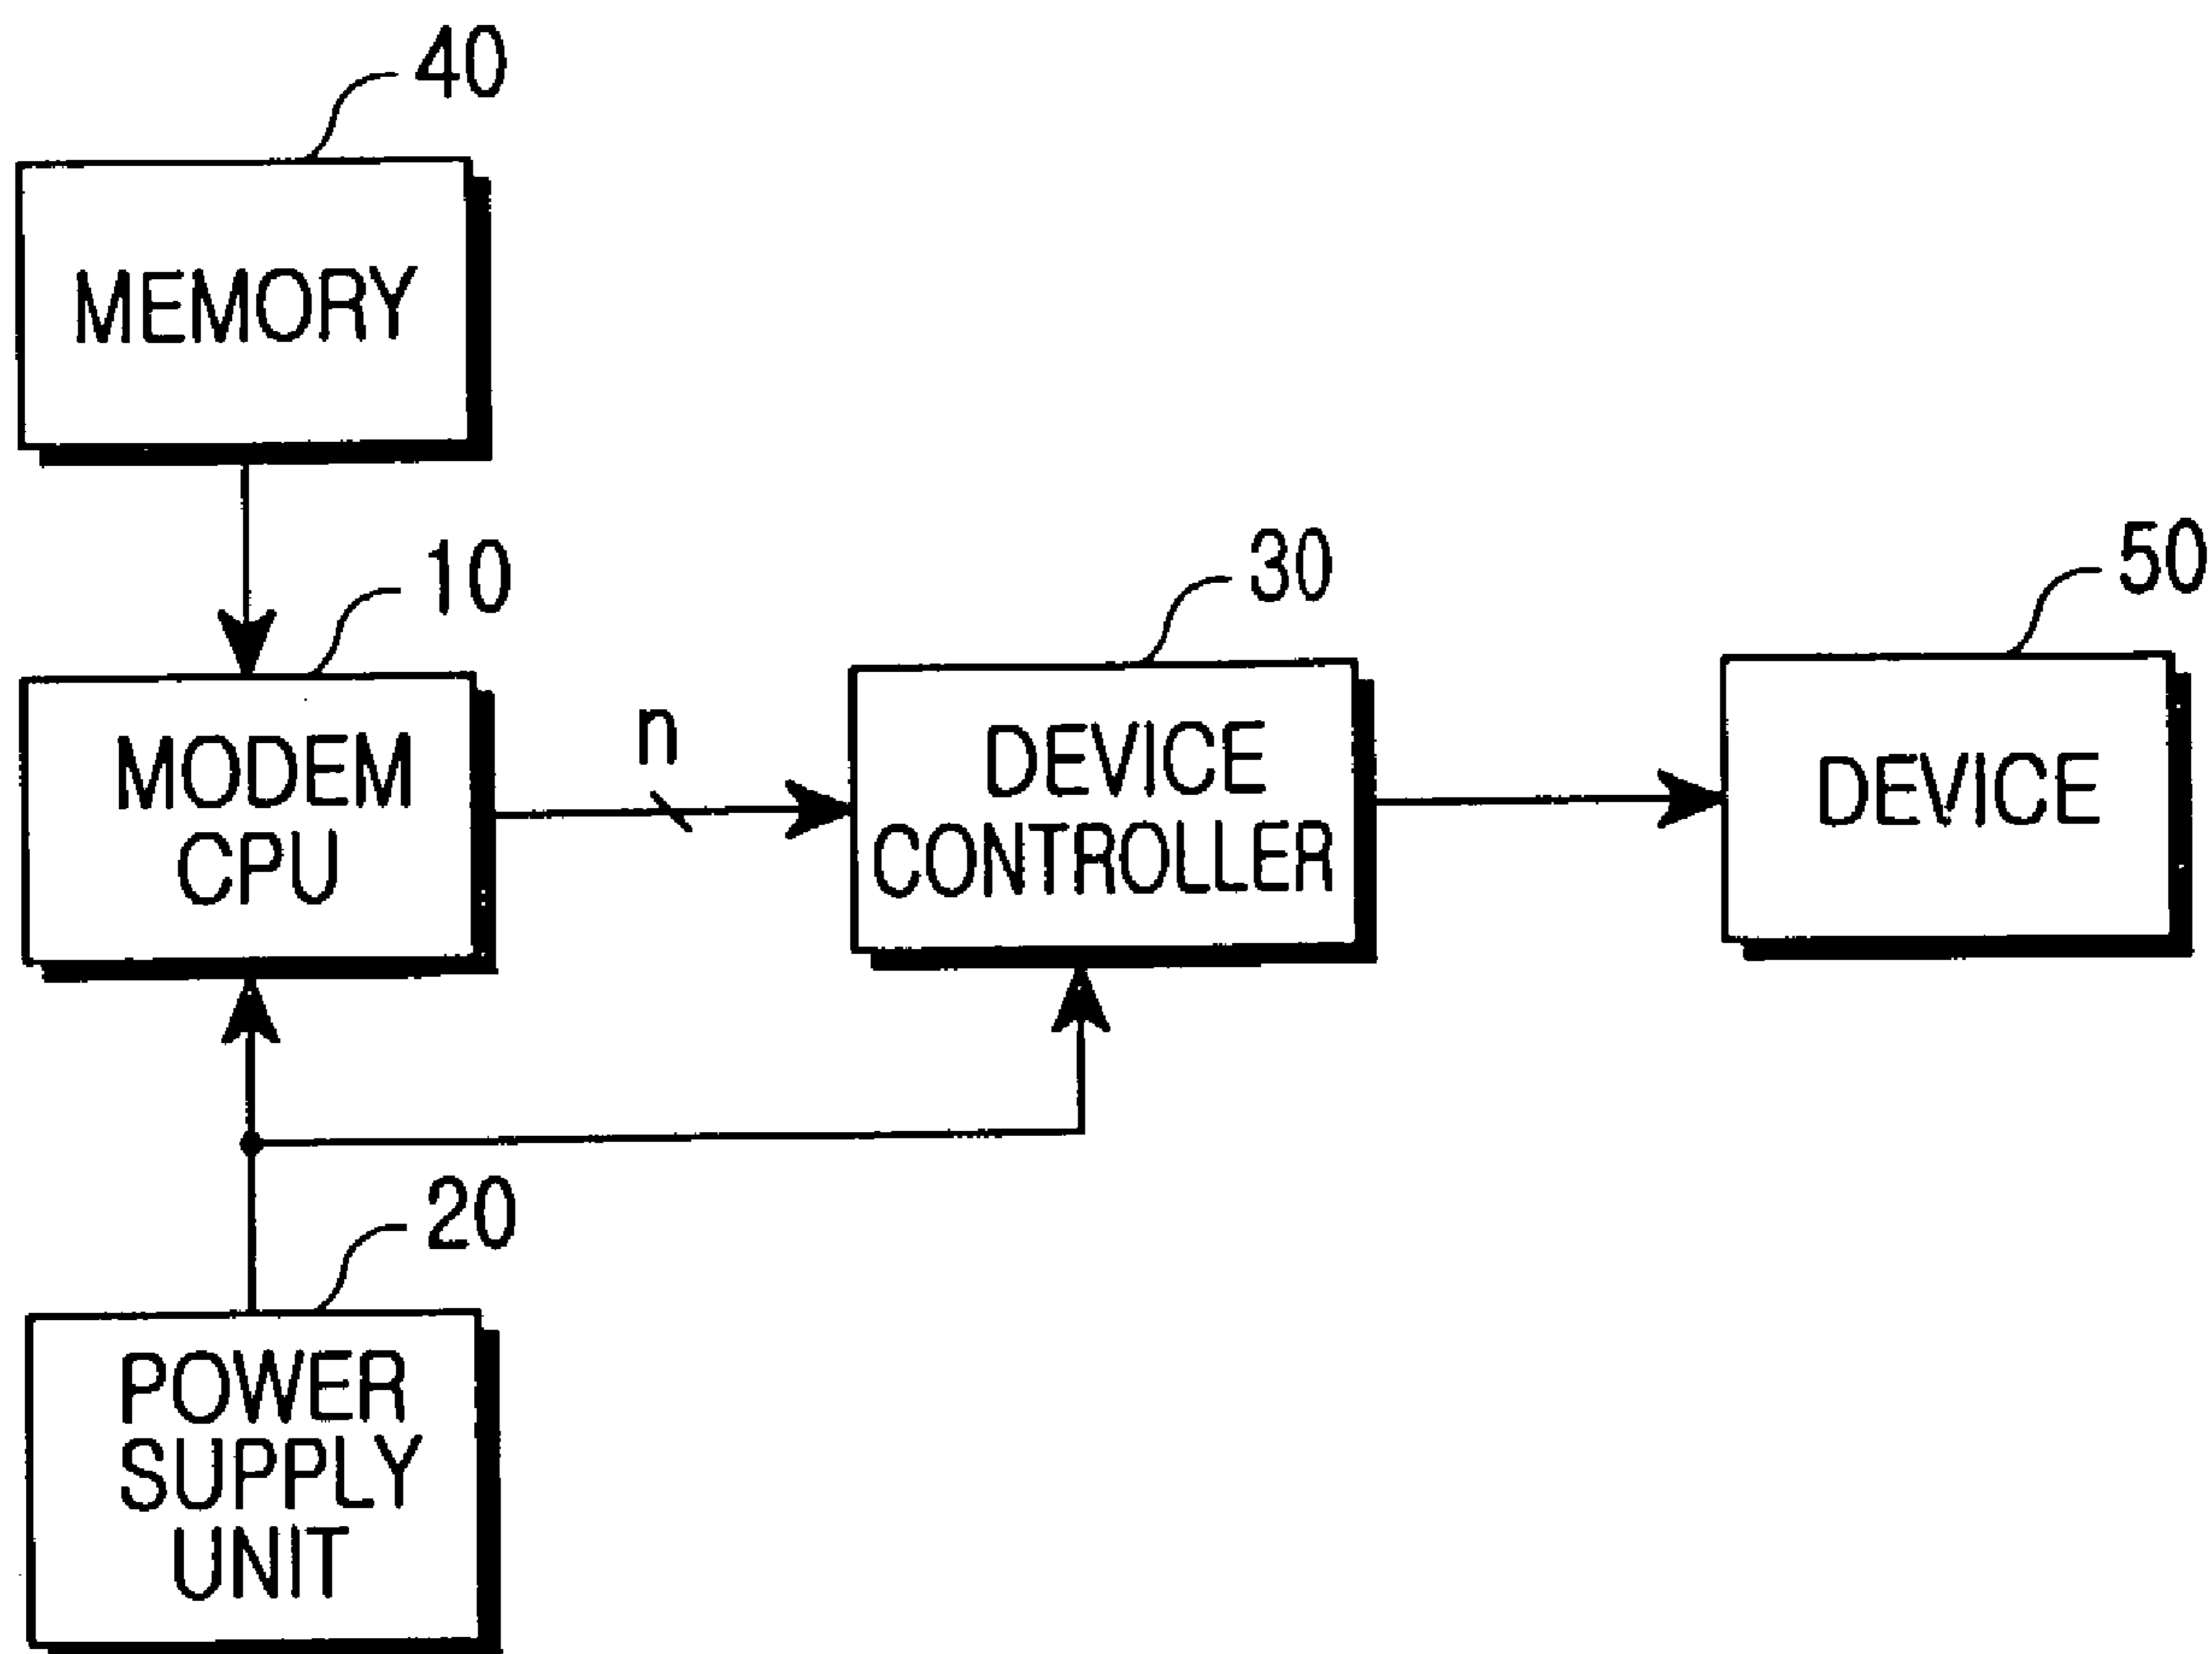 40
MEMORY
10
MODEM
CPU
n
30
DEVICE
CONTROLLER
50
DEVICE
20
POWER
SUPPLY
UNIT